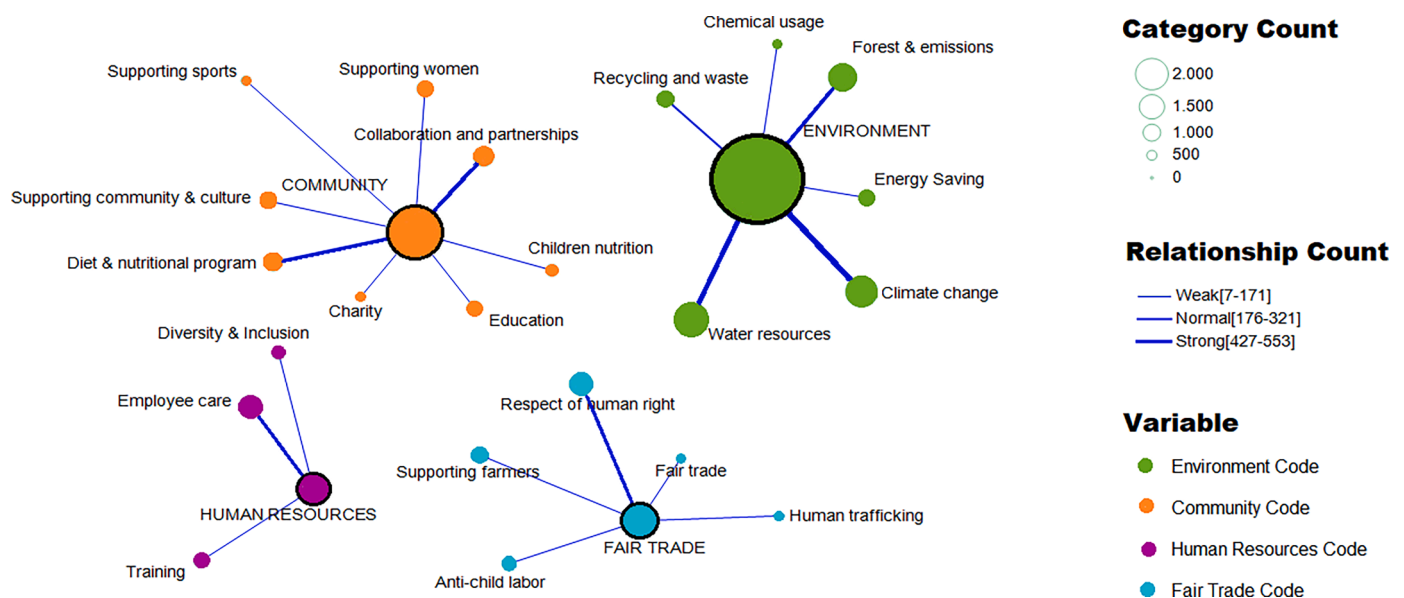 Chemical usage
Forest & emissions
Supporting sports
Supporting women
Recycling and waste
Collaboration and partnerships
ENVIRONMENT
COMMUNITY
Energy Saving
Supporting community & culture
Children nutrition
Diet & nutritional program
Climate change
Charity
Education
Water resources
Diversity & Inclusion
Employee care
Respect of human right
Supporting farmers
Fair trade
HUMAN RESOURCES
Human trafficking
FAIR TRADE
Training
Anti-child labor
Category Count
2.000
1.500
1.000
500
0
Relationship Count
Weak[7-171]
Normal[176-321]
Strong[427-553]
Variable
Environment Code
Community Code
Human Resources Code
Fair Trade Code